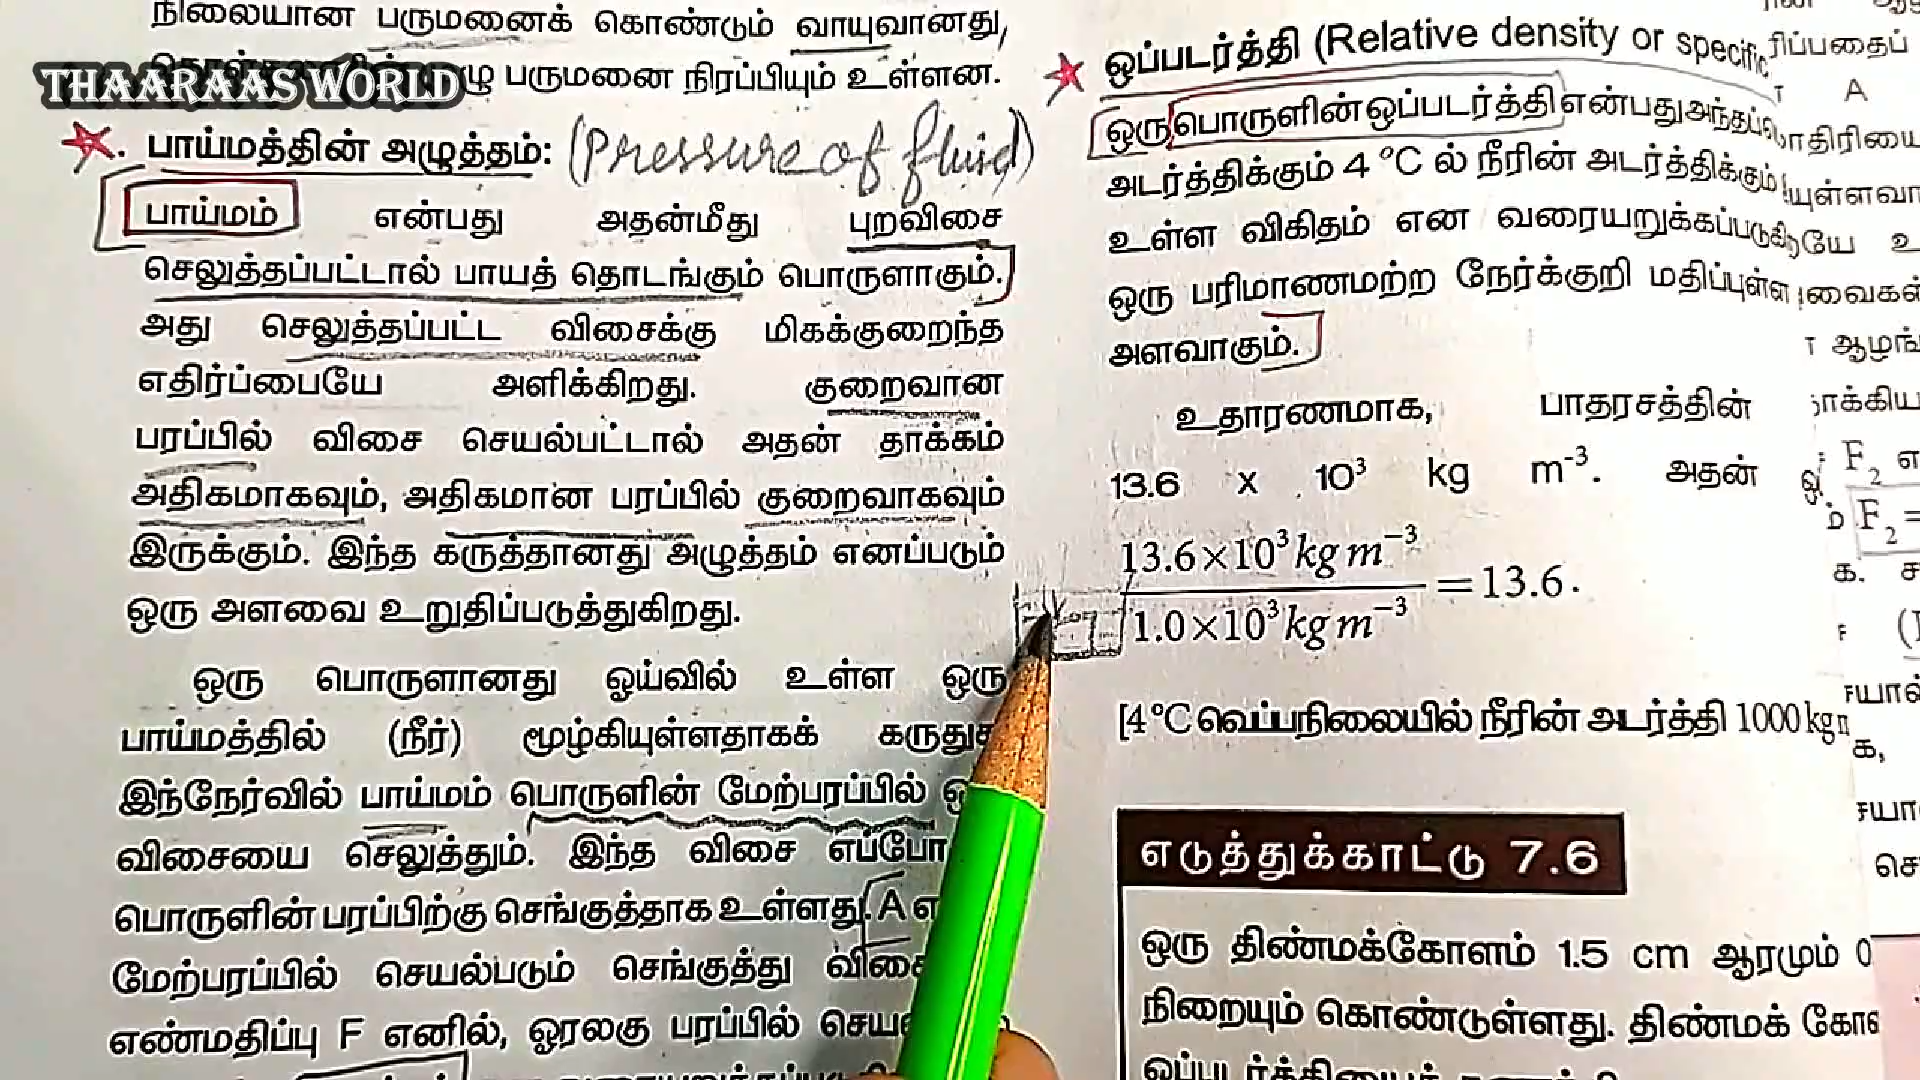 நிலையான பருமனைக் கொண்டும் வாயுவானது,
THAARAAS WORLD
முழு பருமனை நிரப்பியும் உள்ளன.
பாய்மத்தின் அழுத்தம்: (Pressure of fluid)
பாய்மம் என்பது அதன்மீது புறவிசை
செலுத்தப்பட்டால் பாயத் தொடங்கும் பொருளாகும்.
அது செலுத்தப்பட்ட விசைக்கு மிகக்குறைந்த
எதிர்ப்பையே அளிக்கிறது. குறைவான
பரப்பில் விசை செயல்பட்டால் அதன் தாக்கம்
அதிகமாகவும், அதிகமான பரப்பில் குறைவாகவும்
இருக்கும். இந்த கருத்தானது அழுத்தம் எனப்படும்
ஒரு அளவை உறுதிப்படுத்துகிறது.
ஒரு பொருளானது ஓய்வில் உள்ள ஒரு
பாய்மத்தில் (நீர்) மூழ்கியுள்ளதாகக்
இந்நேர்வில் பாய்மம் பொருளின் மேற்பரப்பில்
விசையை செலுத்தும். இந்த விசை
பொருளின் பரப்பிற்கு செங்குத்தாக உள்ளது. A
மேற்பரப்பில் செயல்படும் செங்குத்து
எண்மதிப்பு F எனில், ஓரலகு பரப்பில்
ஒப்படர்த்தி (Relative density or specific
ஒரு பொருளின் ஒப்படர்த்தி என்பது
அடர்த்திக்கும் 4 °C ல் நீரின் அடர்த்திக்கும்
உள்ள விகிதம் என
ஒரு பரிமாணமற்ற நேர்க்குறி மதிப்புள்ள
அளவாகும்.
உதாரணமாக, பாதரசத்தின்
13.6 x 10³ kg m⁻³. அதன்
13.6×10³ kg m⁻³
= 13.6.
1.0×10³ kg m⁻³
[4 °C வெப்பநிலையில் நீரின் அடர்த்தி 1000 kg
எடுத்துக்காட்டு 7.6
ஒரு திண்மக்கோளம் 1.5 cm ஆரமும்
நிறையும் கொண்டுள்ளது. திண்மக்
A
F₂
F₂ =